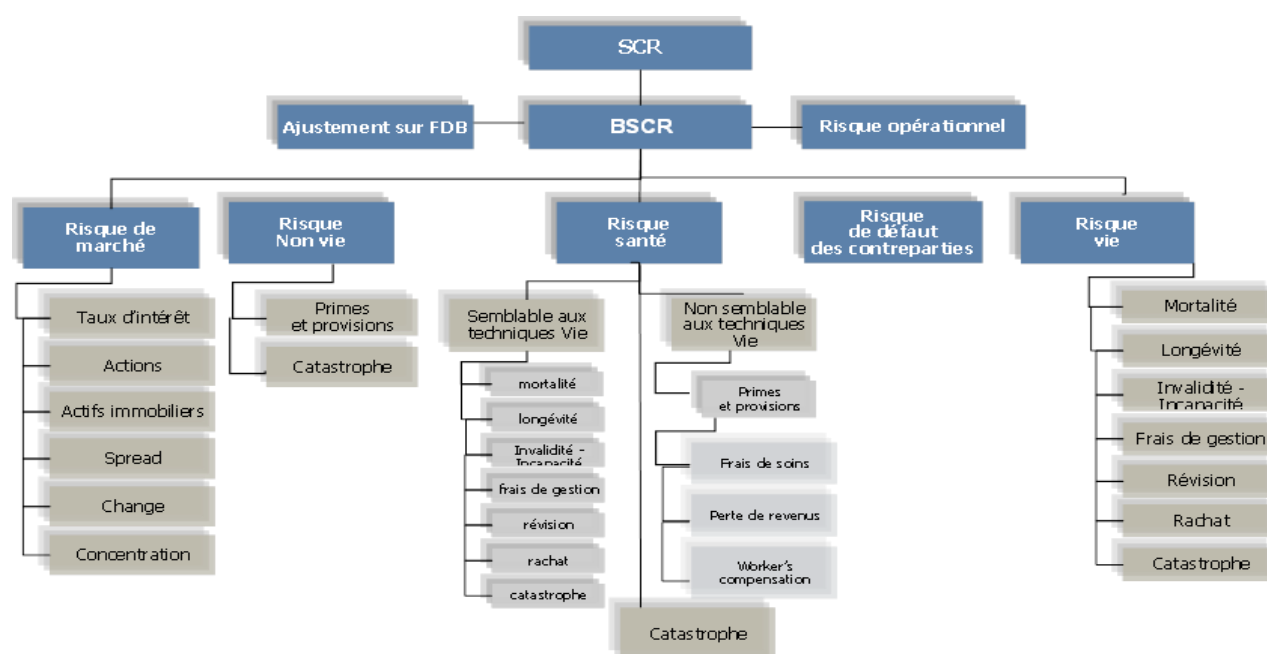 SCR
Ajustement sur FDB
BSCR
Risque opérationnel
Risque de
marché
Risque
Non vie
Risque
santé
Risque
de défaut
des contreparties
Risque
vie
Taux d'intérêt
Actions
Actifs immobiliers
Spread
Change
Concentration
Primes
et provisions
Catastrophe
Semblable aux
techniques Vie
mortalité
longévité
Invalidité -
Incapacité
frais de gestion
révision
rachat
catastrophe
Non semblable
aux techniques
Vie
Primes
et provisions
Frais de soins
Perte de revenus
Worker's
compensation
Catastrophe
Mortalité
Longévité
Invalidité -
Incapacité
Frais de gestion
Révision
Rachat
Catastrophe